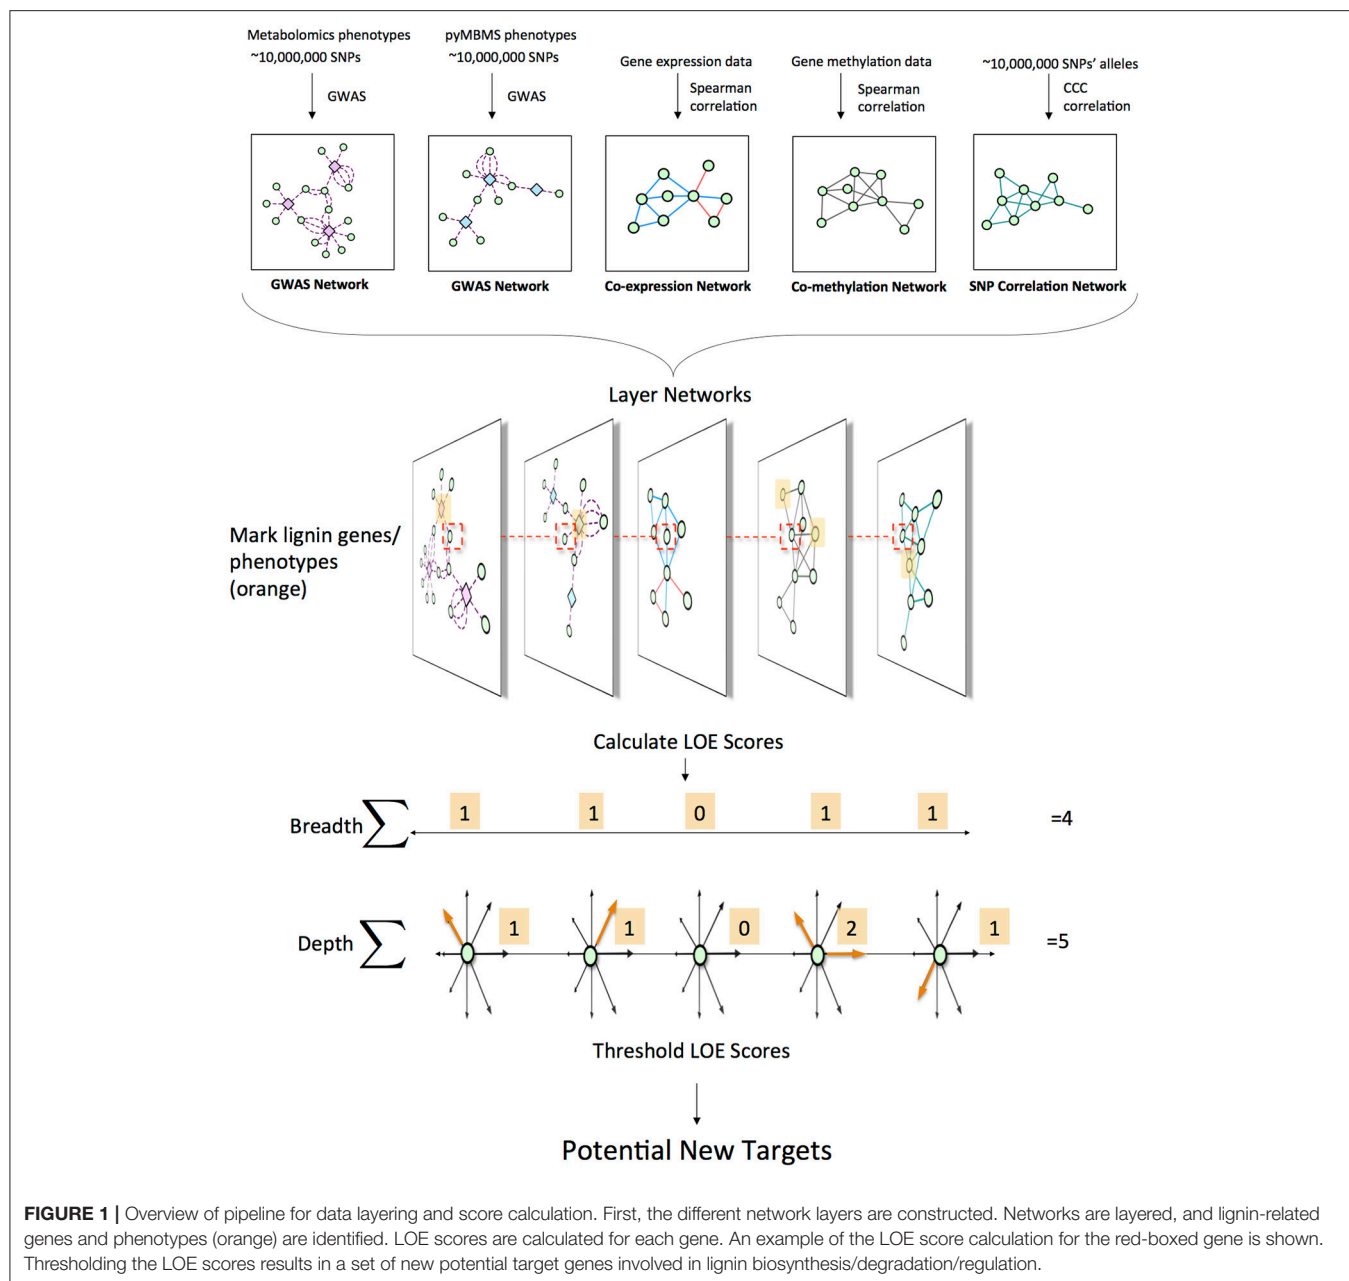 Metabolomics phenotypes
~10,000,000 SNPs
GWAS
pyMBMS phenotypes
~10,000,000 SNPs
GWAS
Gene expression data
Spearman
correlation
Gene methylation data
Spearman
correlation
~10,000,000 SNPs' alleles
CCC
correlation
GWAS Network
GWAS Network
Co-expression Network
Co-methylation Network
SNP Correlation Network
Layer Networks
Mark lignin genes/
phenotypes
(orange)
Calculate LOE Scores
Breadth ∑ 1 1 0 1 1 =4
Depth ∑ 1 1 0 2 1 =5
Threshold LOE Scores
Potential New Targets
FIGURE 1 | Overview of pipeline for data layering and score calculation. First, the different network layers are constructed. Networks are layered, and lignin-related
genes and phenotypes (orange) are identified. LOE scores are calculated for each gene. An example of the LOE score calculation for the red-boxed gene is shown.
Thresholding the LOE scores results in a set of new potential target genes involved in lignin biosynthesis/degradation/regulation.